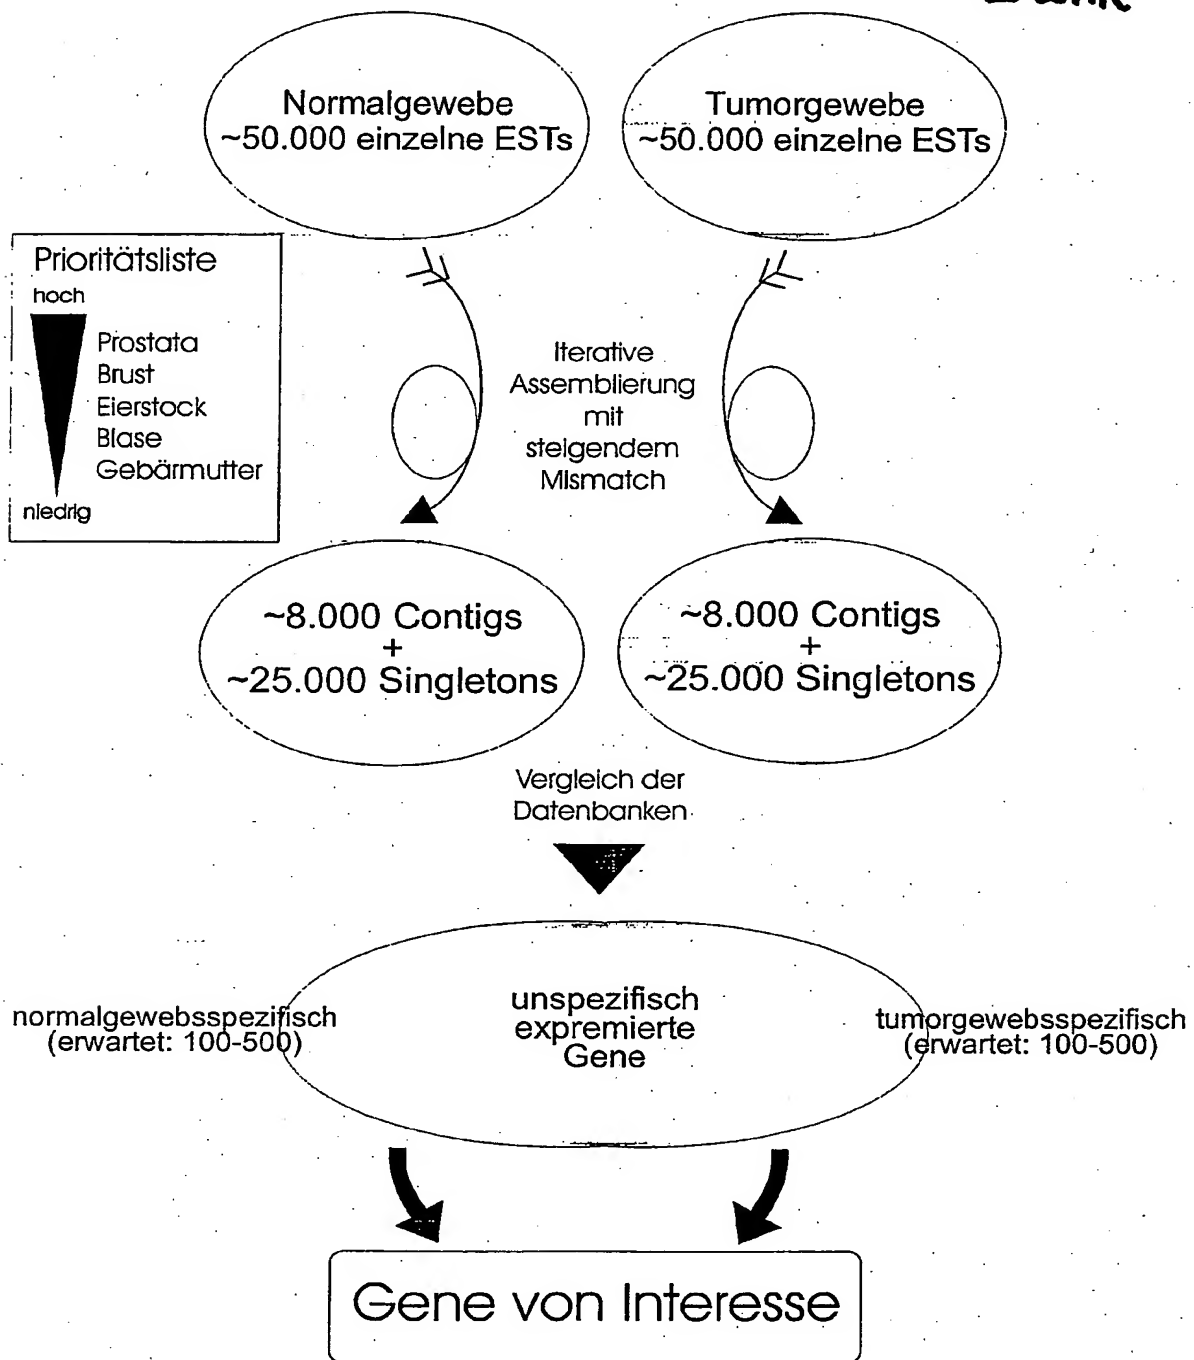 Normalgewebe
~50.000 einzelne ESTs
Tumorgewebe
~50.000 einzelne ESTs
Prioritätsliste
hoch
Prostata
Brust
Eierstock
Blase
Gebärmutter
niedrig
Iterative
Assemblierung
mit
steigendem
Mismatch
~8.000 Contigs
+
~25.000 Singletons
~8.000 Contigs
+
~25.000 Singletons
Vergleich der
Datenbanken
normalgewebsspezifisch
(erwartet: 100-500)
unspezifisch
expremierte
Gene
tumorgewebsspezifisch
(erwartet: 100-500)
Gene von Interesse